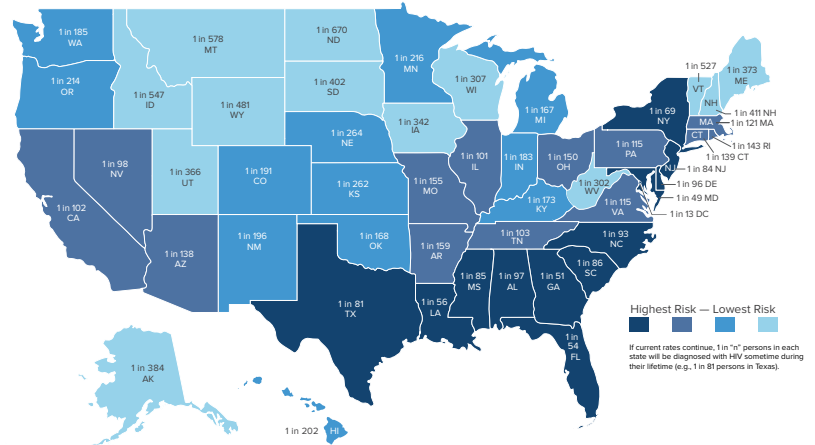 1 in 185
WA
1 in 578
MT
1 in 670
ND
1 in 216
MN
1 in 307
WI
1 in 527
VT
1 in 373
ME
1 in 214
OR
1 in 547
ID
1 in 481
WY
1 in 402
SD
1 in 167
MI
1 in 69
NY
NH
1 in 411 NH
MA
1 in 121 MA
CT
1 in 143 RI
1 in 139 CT
1 in 342
IA
1 in 264
NE
1 in 98
NV
1 in 366
UT
1 in 191
CO
1 in 262
KS
1 in 155
MO
1 in 101
IL
1 in 183
IN
1 in 150
OH
1 in 115
PA
NJ
1 in 84 NJ
1 in 96 DE
1 in 49 MD
1 in 13 DC
1 in 302
WV
1 in 115
VA
1 in 173
KY
1 in 102
CA
1 in 138
AZ
1 in 196
NM
1 in 168
OK
1 in 159
AR
1 in 103
TN
1 in 93
NC
1 in 86
SC
1 in 81
TX
1 in 56
LA
1 in 85
MS
1 in 97
AL
1 in 51
GA
1 in
54
FL
1 in 384
AK
1 in 202
HI
Highest Risk — Lowest Risk
If current rates continue, 1 in "n" persons in each
state will be diagnosed with HIV sometime during
their lifetime (e.g., 1 in 81 persons in Texas).